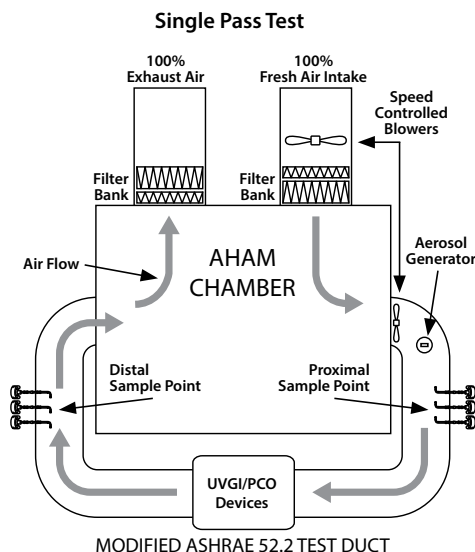 Single Pass Test
100%
Exhaust Air
100%
Fresh Air Intake
Speed
Controlled
Blowers
Filter
Bank
Filter
Bank
Air Flow
AHAM
CHAMBER
Aerosol
Generator
Distal
Sample Point
Proximal
Sample Point
UVGI/PCO
Devices
MODIFIED ASHRAE 52.2 TEST DUCT